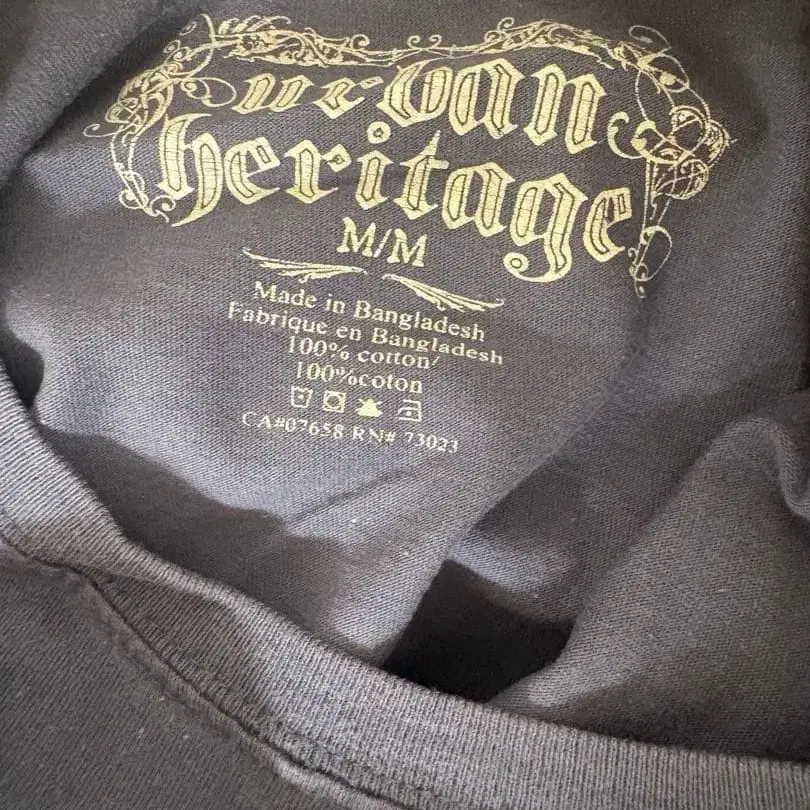 urban
heritage
M/M
Made in Bangladesh
Fabrique en Bangladesh
100% cotton/
100%coton
CA#07658 RN# 73023